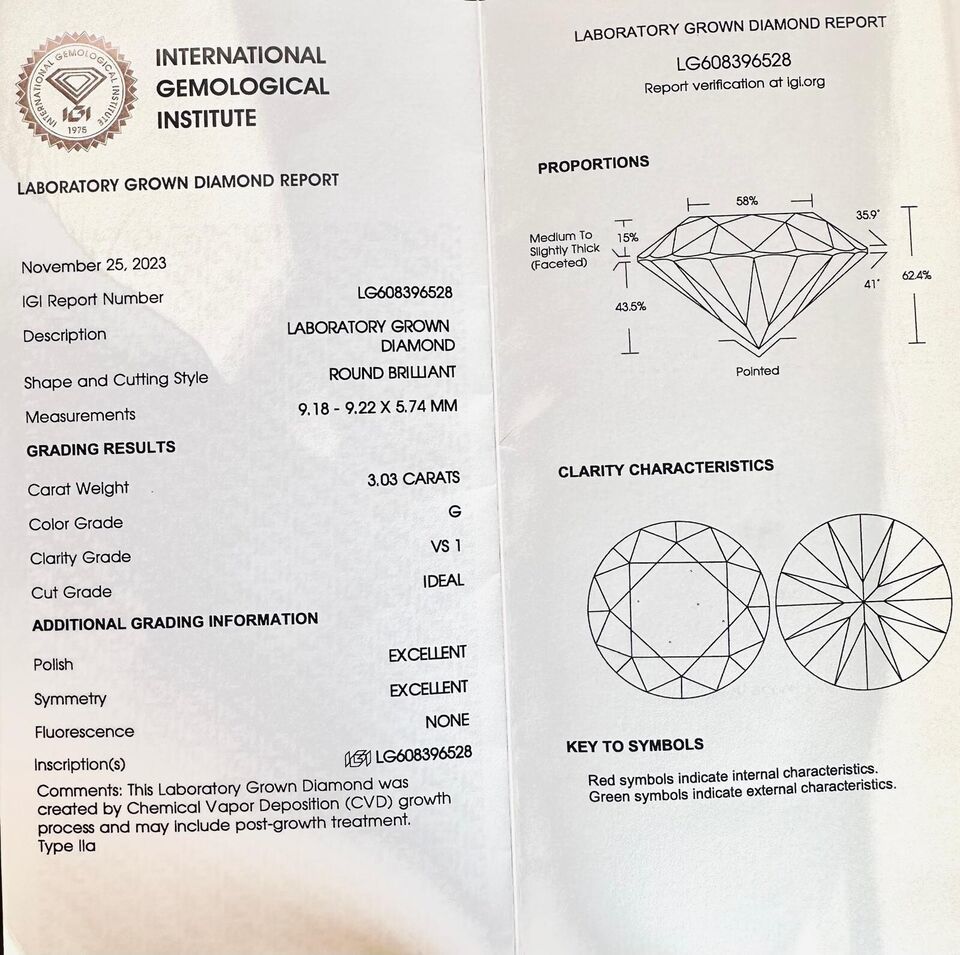 INTERNATIONAL GEMOLOGICAL INSTITUTE
IGI
1975
INTERNATIONAL
GEMOLOGICAL
INSTITUTE
LABORATORY GROWN DIAMOND REPORT
November 25, 2023
IGI Report Number LG608396528
Description LABORATORY GROWN
DIAMOND
Shape and Cutting Style ROUND BRILLIANT
Measurements 9.18 - 9.22 X 5.74 MM
GRADING RESULTS
Carat Weight 3.03 CARATS
Color Grade G
Clarity Grade VS 1
Cut Grade IDEAL
ADDITIONAL GRADING INFORMATION
Polish EXCELLENT
Symmetry EXCELLENT
Fluorescence NONE
Inscription(s) IGI LG608396528
Comments: This Laboratory Grown Diamond was
created by Chemical Vapor Deposition (CVD) growth
process and may include post-growth treatment.
Type IIa
LABORATORY GROWN DIAMOND REPORT
LG608396528
Report verification at igi.org
PROPORTIONS
58%
35.9°
Medium To
Slightly Thick
(Faceted)
15%
62.4%
41°
43.5%
Pointed
CLARITY CHARACTERISTICS
KEY TO SYMBOLS
Red symbols indicate internal characteristics.
Green symbols indicate external characteristics.